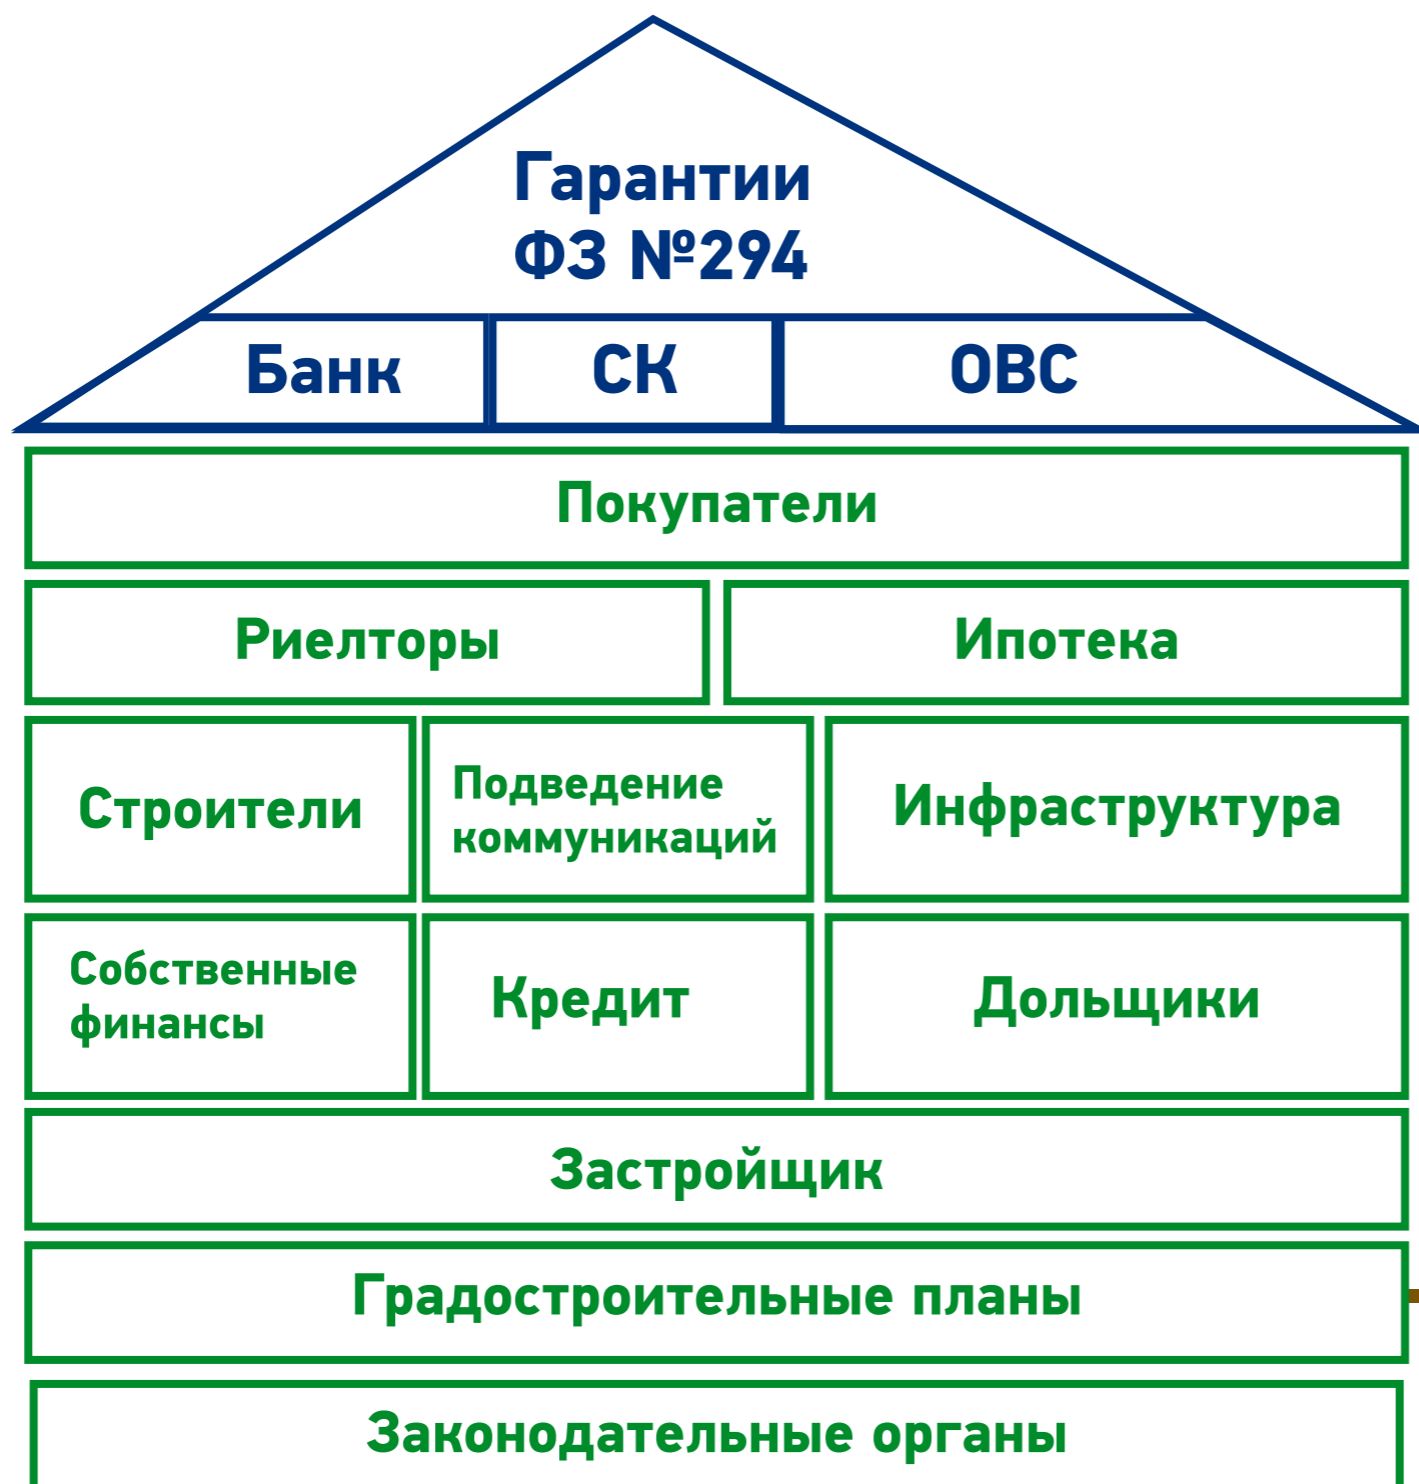 Гарантии
ФЗ №294
Банк
СК
ОВС
Покупатели
Риелторы
Ипотека
Строители
Подведение
коммуникаций
Инфраструктура
Собственные
финансы
Кредит
Дольщики
Застройщик
Градостроительные планы
Законодательные органы